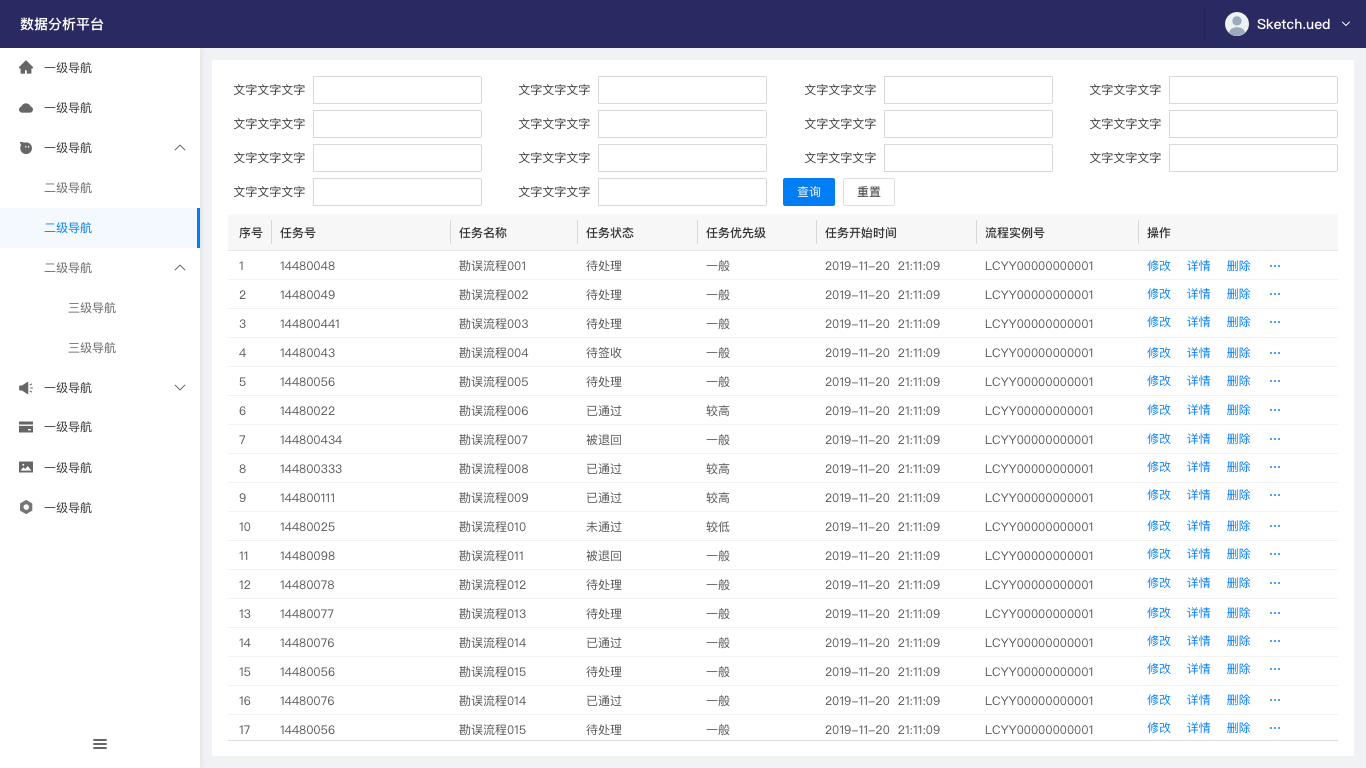 数据分析平台
Sketch.ued
一级导航
一级导航
一级导航
二级导航
二级导航
二级导航
三级导航
三级导航
一级导航
一级导航
一级导航
一级导航
文字文字文字 文字文字文字 文字文字文字 文字文字文字
文字文字文字 文字文字文字 文字文字文字 文字文字文字
文字文字文字 文字文字文字 文字文字文字 文字文字文字
文字文字文字 文字文字文字 查询 重置
序号 任务号 任务名称 任务状态 任务优先级 任务开始时间 流程实例号 操作
1 14480048 勘误流程001 待处理 一般 2019-11-20 21:11:09 LCYY00000000001 修改 详情 删除 ···
2 14480049 勘误流程002 待处理 一般 2019-11-20 21:11:09 LCYY00000000001 修改 详情 删除 ···
3 144800441 勘误流程003 待处理 一般 2019-11-20 21:11:09 LCYY00000000001 修改 详情 删除 ···
4 14480043 勘误流程004 待签收 一般 2019-11-20 21:11:09 LCYY00000000001 修改 详情 删除 ···
5 14480056 勘误流程005 待处理 一般 2019-11-20 21:11:09 LCYY00000000001 修改 详情 删除 ···
6 14480022 勘误流程006 已通过 较高 2019-11-20 21:11:09 LCYY00000000001 修改 详情 删除 ···
7 144800434 勘误流程007 被退回 一般 2019-11-20 21:11:09 LCYY00000000001 修改 详情 删除 ···
8 144800333 勘误流程008 已通过 较高 2019-11-20 21:11:09 LCYY00000000001 修改 详情 删除 ···
9 144800111 勘误流程009 已通过 较高 2019-11-20 21:11:09 LCYY00000000001 修改 详情 删除 ···
10 14480025 勘误流程010 未通过 较低 2019-11-20 21:11:09 LCYY00000000001 修改 详情 删除 ···
11 14480098 勘误流程011 被退回 一般 2019-11-20 21:11:09 LCYY00000000001 修改 详情 删除 ···
12 14480078 勘误流程012 待处理 一般 2019-11-20 21:11:09 LCYY00000000001 修改 详情 删除 ···
13 14480077 勘误流程013 待处理 一般 2019-11-20 21:11:09 LCYY00000000001 修改 详情 删除 ···
14 14480076 勘误流程014 已通过 一般 2019-11-20 21:11:09 LCYY00000000001 修改 详情 删除 ···
15 14480056 勘误流程015 待处理 一般 2019-11-20 21:11:09 LCYY00000000001 修改 详情 删除 ···
16 14480076 勘误流程014 已通过 一般 2019-11-20 21:11:09 LCYY00000000001 修改 详情 删除 ···
17 14480056 勘误流程015 待处理 一般 2019-11-20 21:11:09 LCYY00000000001 修改 详情 删除 ···